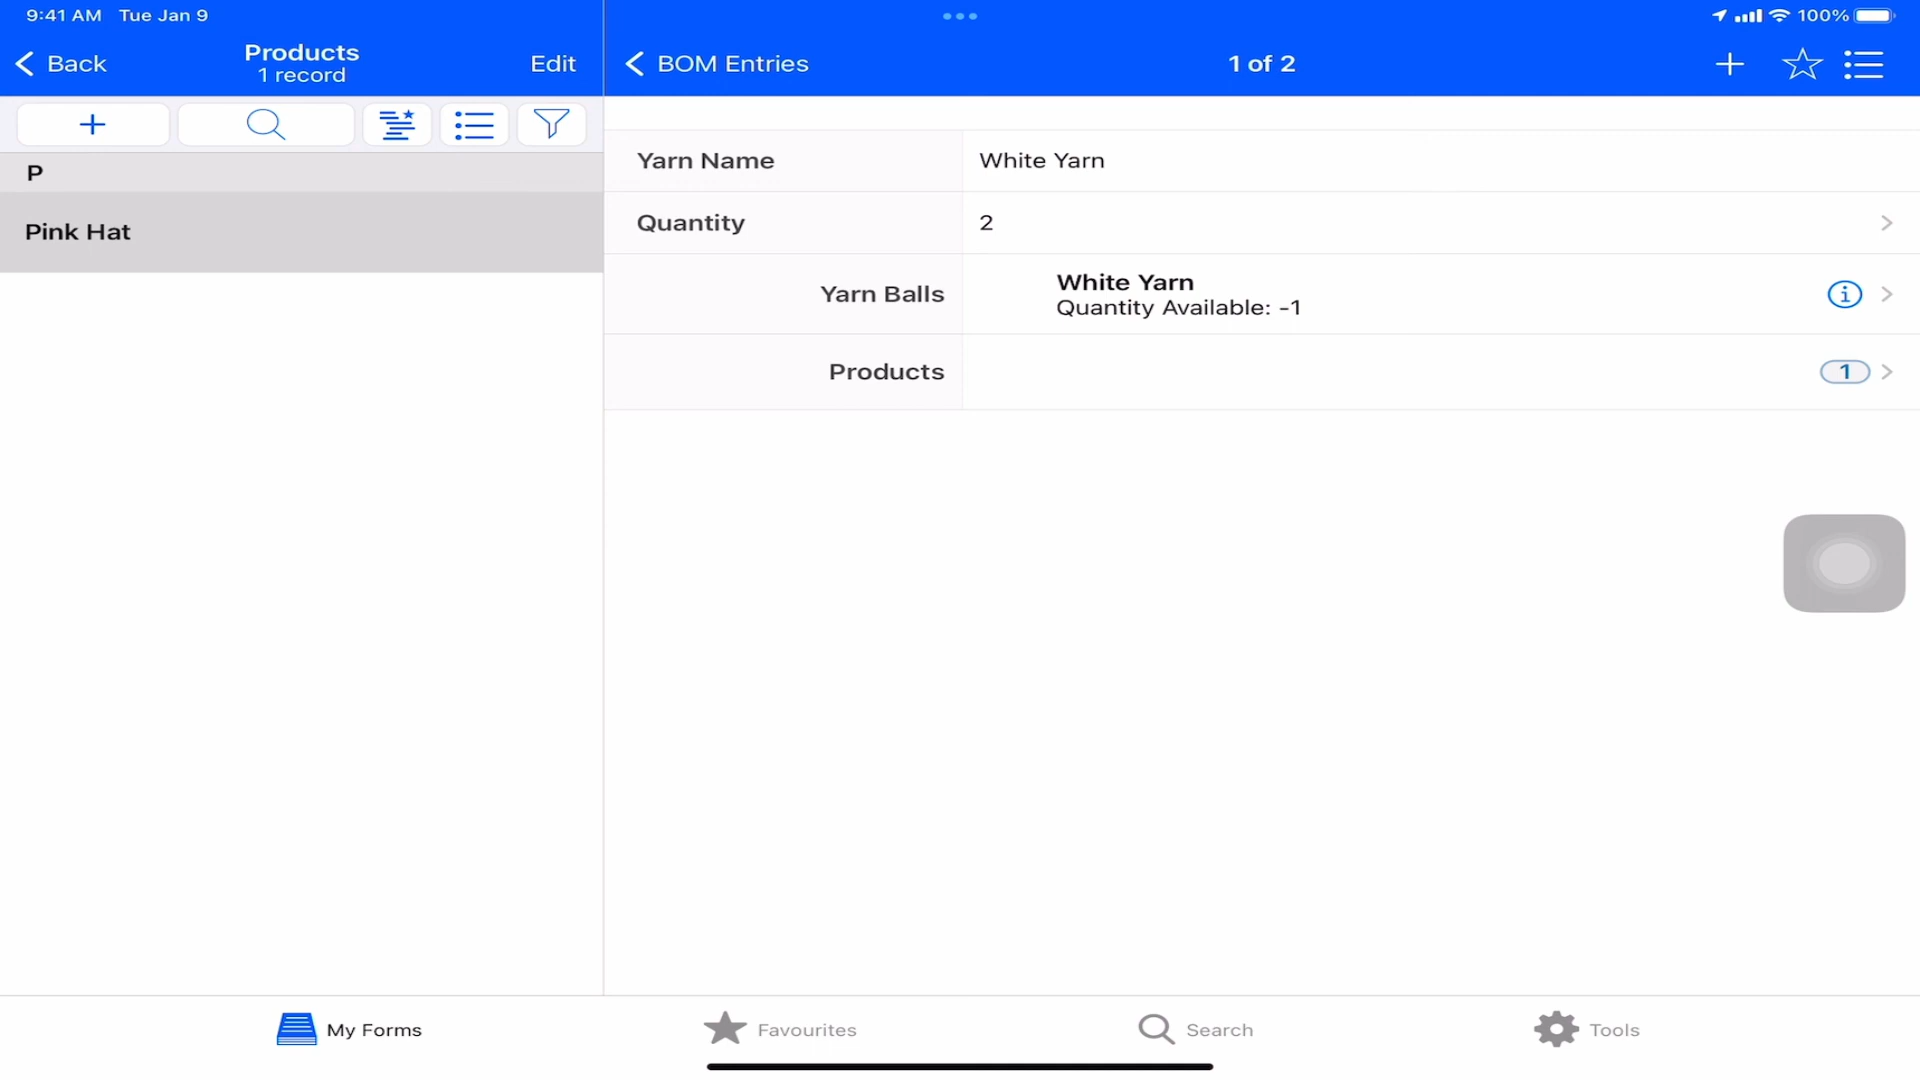 9:41 AM Tue Jan 9
100%
Back
Products
1 record
Edit
BOM Entries
1 of 2
P
Pink Hat
Yarn Name
White Yarn
Quantity
2
Yarn Balls
White Yarn
Quantity Available: -1
Products
1
My Forms
Favourites
Search
Tools